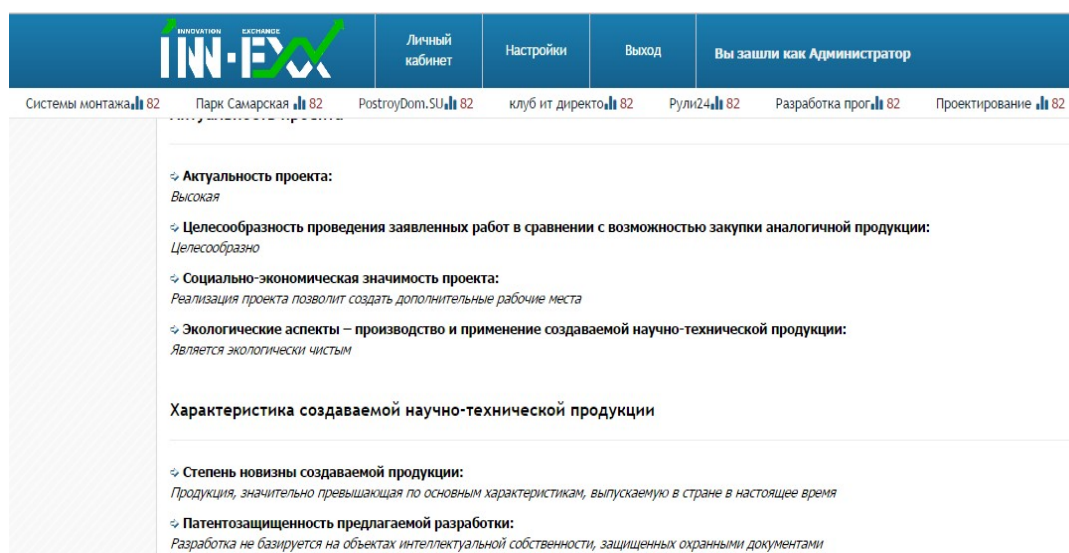 INNOVATION EXCHANGE
INN-EX
Личный
кабинет
Настройки
Выход
Вы зашли как Администратор
Системы монтажа 82 Парк Самарская 82 PostroyDom.SU 82 клуб ит директо 82 Рули24 82 Разработка прог 82 Проектирование 82
Актуальность проекта
Актуальность проекта:
Высокая
Целесообразность проведения заявленных работ в сравнении с возможностью закупки аналогичной продукции:
Целесообразно
Социально-экономическая значимость проекта:
Реализация проекта позволит создать дополнительные рабочие места
Экологические аспекты – производство и применение создаваемой научно-технической продукции:
Является экологически чистым
Характеристика создаваемой научно-технической продукции
Степень новизны создаваемой продукции:
Продукция, значительно превышающая по основным характеристикам, выпускаемую в стране в настоящее время
Патентозащищенность предлагаемой разработки:
Разработка не базируется на объектах интеллектуальной собственности, защищенных охранными документами